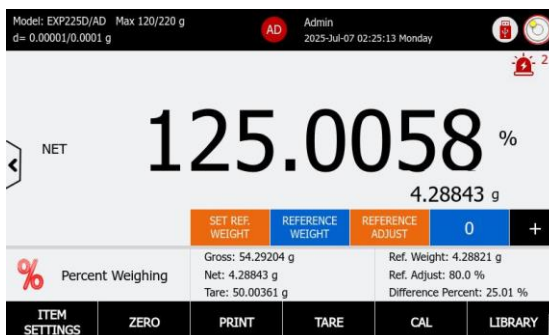 Model: EXP225D/AD Max 120/220 g
d= 0.00001/0.0001 g
AD
Admin
2025-Jul-07 02:25:13 Monday
2
NET
125.0058 %
4.28843 g
SET REF. WEIGHT
REFERENCE WEIGHT
REFERENCE ADJUST
0
+
% Percent Weighing
Gross: 54.29204 g
Net: 4.28843 g
Tare: 50.00361 g
Ref. Weight: 4.28821 g
Ref. Adjust: 80.0 %
Difference Percent: 25.01 %
ITEM SETTINGS
ZERO
PRINT
TARE
CAL
LIBRARY